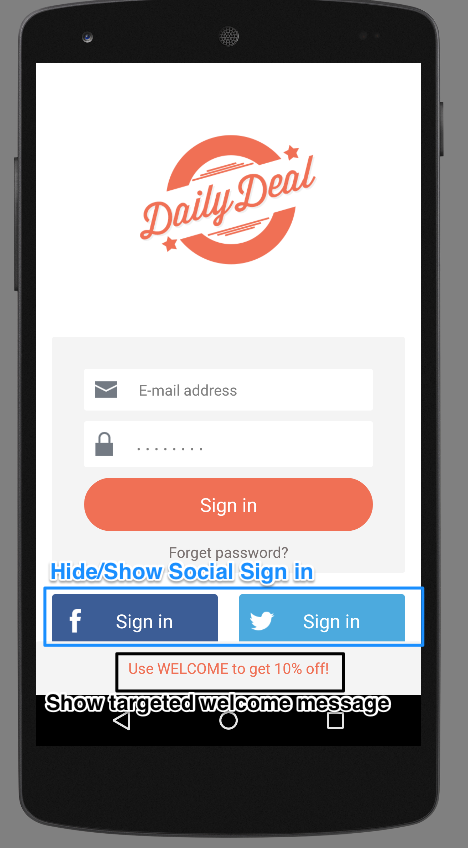 Daily Deal
E-mail address
. . . . . . . .
Sign in
Forget password?
Hide/Show Social Sign in
f Sign in Sign in
Use WELCOME to get 10% off!
Show targeted welcome message